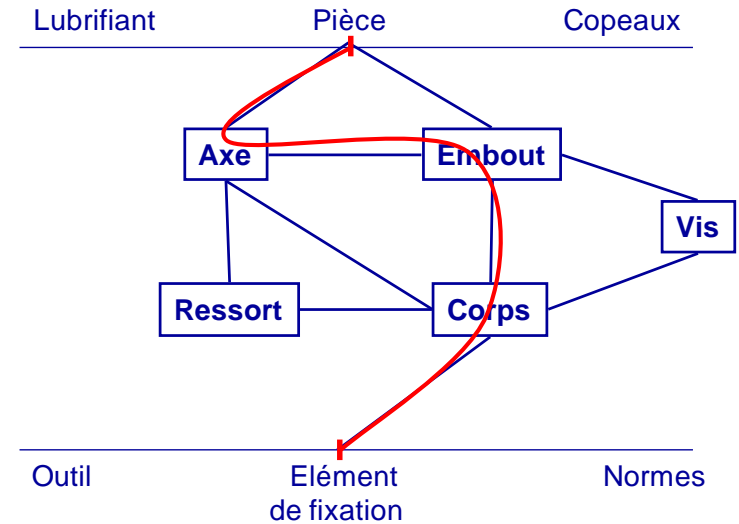 Lubrifiant Pièce Copeaux
Axe Embout
Vis
Ressort Corps
Outil Elément Normes
de fixation